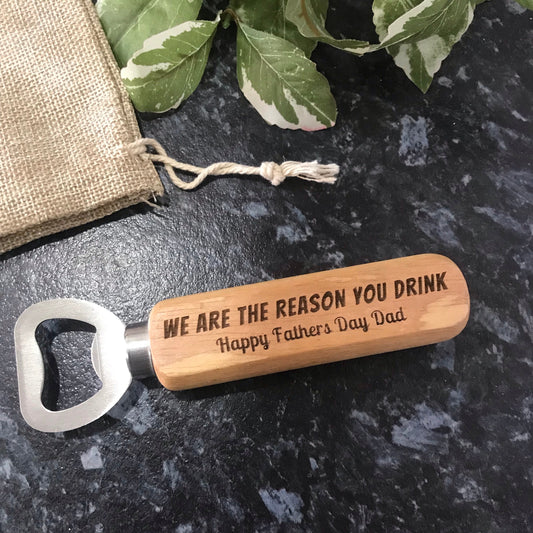 WE ARE THE REASON YOU DRINK
Happy Fathers Day Dad